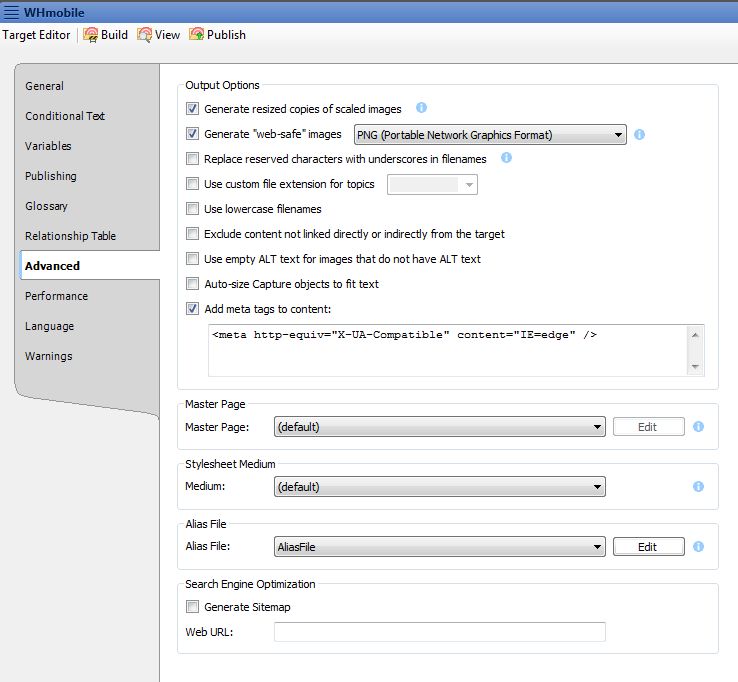 WHmobile
Target Editor Build View Publish
General
Conditional Text
Variables
Publishing
Glossary
Relationship Table
Advanced
Performance
Language
Warnings
Output Options
Generate resized copies of scaled images
Generate "web-safe" images PNG (Portable Network Graphics Format)
Replace reserved characters with underscores in filenames
Use custom file extension for topics
Use lowercase filenames
Exclude content not linked directly or indirectly from the target
Use empty ALT text for images that do not have ALT text
Auto-size Capture objects to fit text
Add meta tags to content:
<meta http-equiv="X-UA-Compatible" content="IE=edge" />
Master Page
Master Page: (default) Edit
Stylesheet Medium
Medium: (default)
Alias File
Alias File: AliasFile Edit
Search Engine Optimization
Generate Sitemap
Web URL: